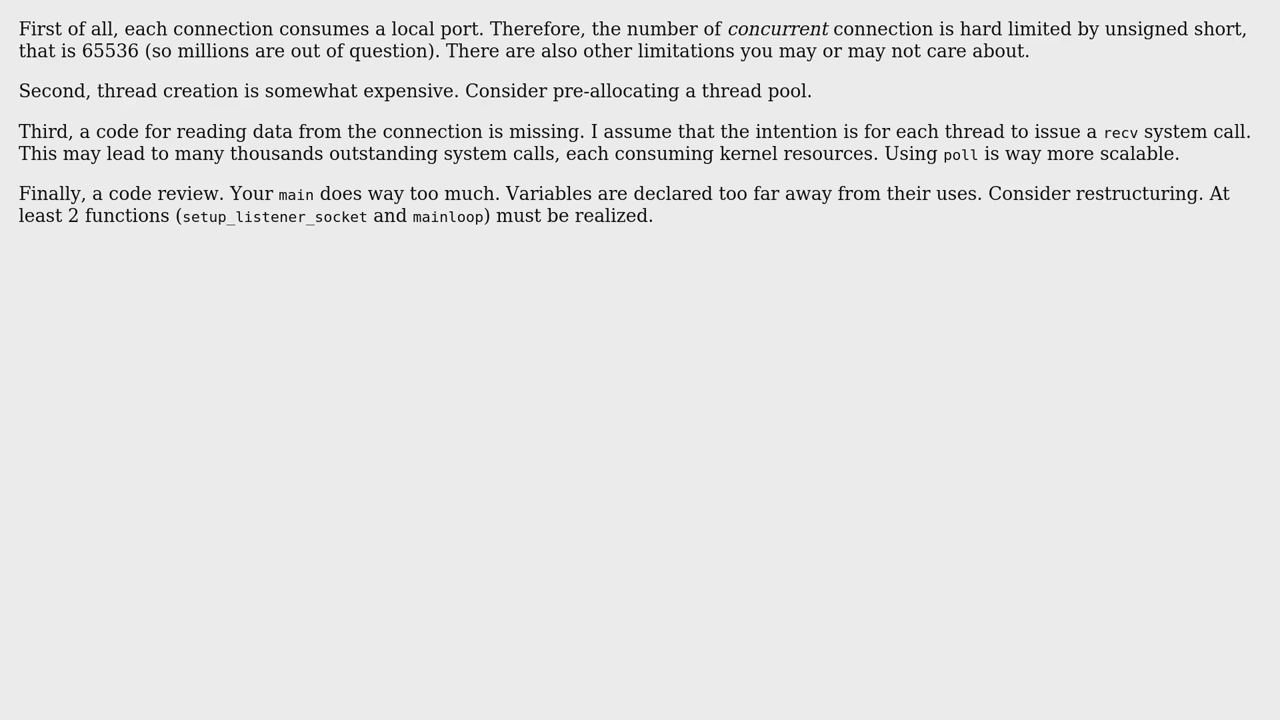 First of all, each connection consumes a local port. Therefore, the number of concurrent connection is hard limited by unsigned short,
that is 65536 (so millions are out of question). There are also other limitations you may or may not care about.
Second, thread creation is somewhat expensive. Consider pre-allocating a thread pool.
Third, a code for reading data from the connection is missing. I assume that the intention is for each thread to issue a recv system call.
This may lead to many thousands outstanding system calls, each consuming kernel resources. Using poll is way more scalable.
Finally, a code review. Your main does way too much. Variables are declared too far away from their uses. Consider restructuring. At
least 2 functions (setup_listener_socket and mainloop) must be realized.